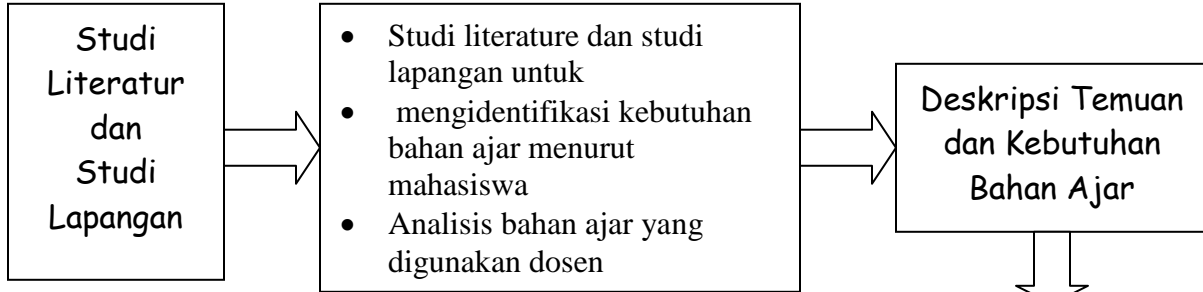 Studi
Literatur
dan
Studi
Lapangan
• Studi literature dan studi
lapangan untuk
• mengidentifikasi kebutuhan
bahan ajar menurut
mahasiswa
• Analisis bahan ajar yang
digunakan dosen
Deskripsi Temuan
dan Kebutuhan
Bahan Ajar